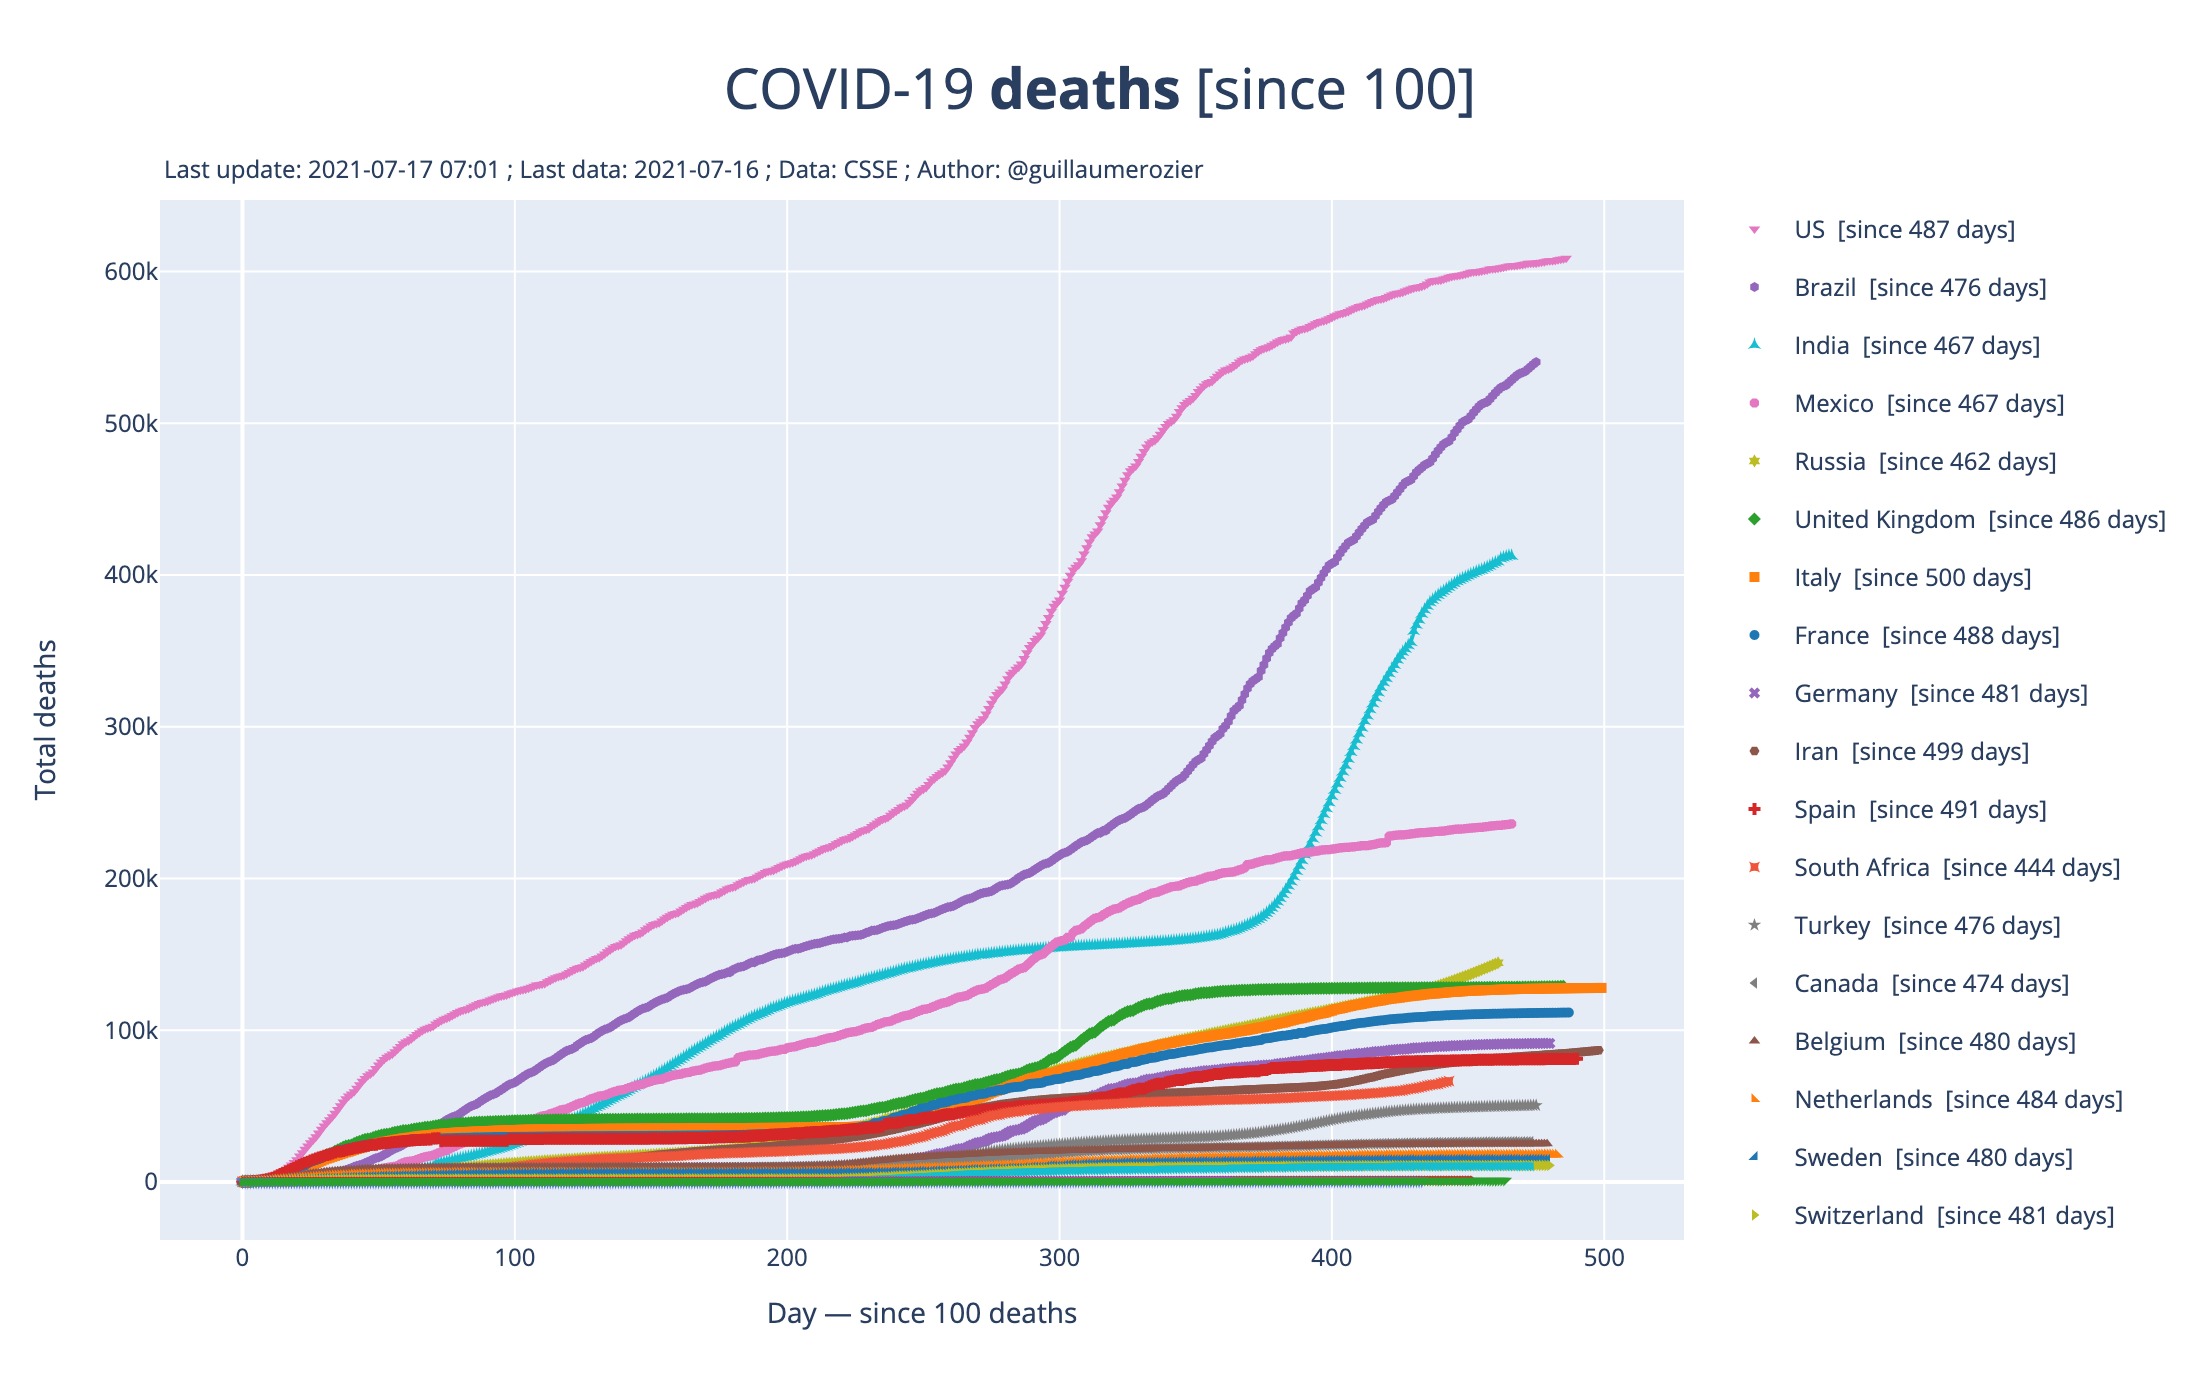 COVID-19 deaths [since 100]
Last update: 2021-07-17 07:01 ; Last data: 2021-07-16 ; Data: CSSE ; Author: @guillaumerozier
Total deaths
600k
500k
400k
300k
200k
100k
0
0 100 200 300 400 500
Day — since 100 deaths
US [since 487 days]
Brazil [since 476 days]
India [since 467 days]
Mexico [since 467 days]
Russia [since 462 days]
United Kingdom [since 486 days]
Italy [since 500 days]
France [since 488 days]
Germany [since 481 days]
Iran [since 499 days]
Spain [since 491 days]
South Africa [since 444 days]
Turkey [since 476 days]
Canada [since 474 days]
Belgium [since 480 days]
Netherlands [since 484 days]
Sweden [since 480 days]
Switzerland [since 481 days]